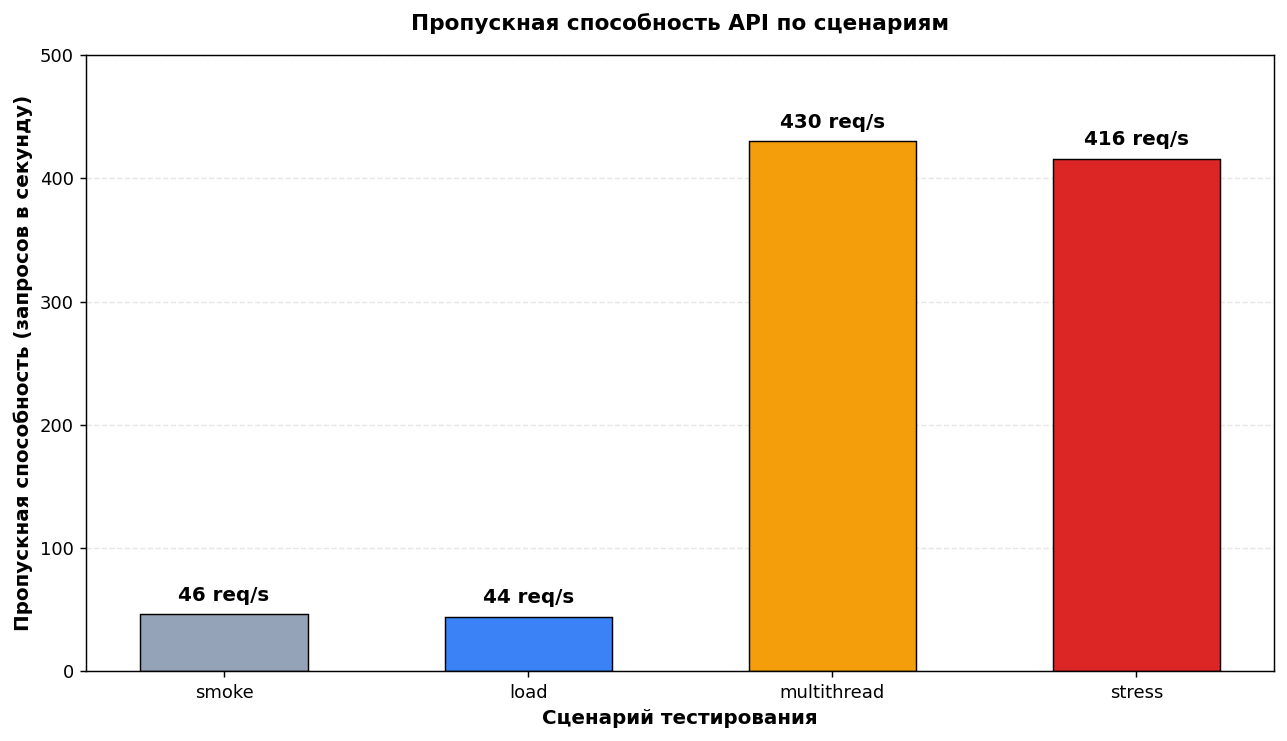 Пропускная способность API по сценариям
Пропускная способность (запросов в секунду)
500
400
300
200
100
0
46 req/s
44 req/s
430 req/s
416 req/s
smoke
load
multithread
stress
Сценарий тестирования